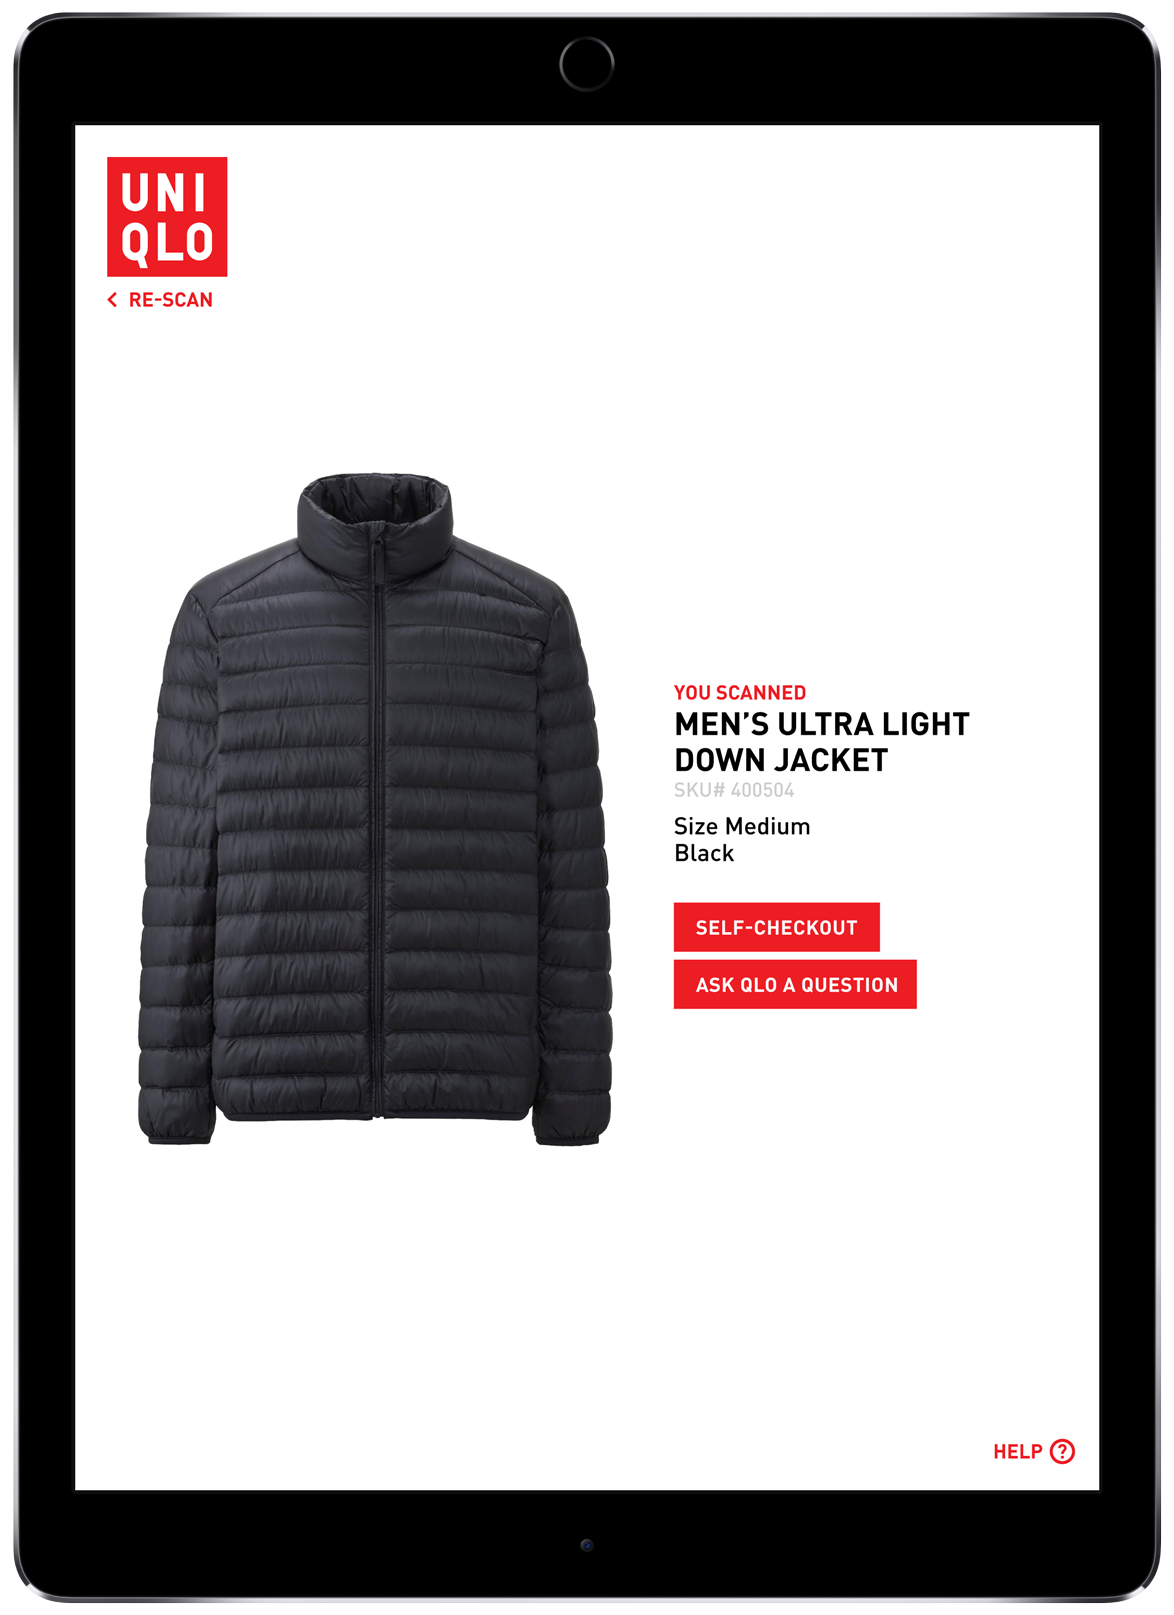 UNI
QLO
< RE-SCAN
YOU SCANNED
MEN’S ULTRA LIGHT
DOWN JACKET
SKU# 400504
Size Medium
Black
SELF-CHECKOUT
ASK QLO A QUESTION
HELP ?